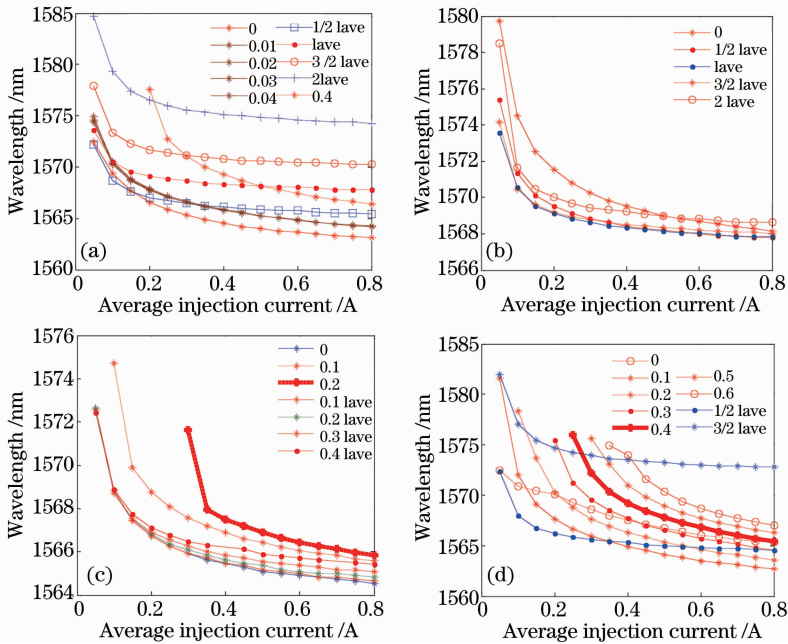 1585
1580
1575
1570
1565
1560
Wavelength /nm
0
0.01
0.02
0.03
0.04
1/2 lave
lave
3 /2 lave
2lave
0.4
(a)
0 0.2 0.4 0.6 0.8
Average injection current /A
1580
1578
1576
1574
1572
1570
1568
1566
Wavelength /nm
0
1/2 lave
lave
3/2 lave
2 lave
(b)
0 0.2 0.4 0.6 0.8
Average injection current /A
1576
1574
1572
1570
1568
1566
1564
Wavelength /nm
0
0.1
0.2
0.1 lave
0.2 lave
0.3 lave
0.4 lave
(c)
0 0.2 0.4 0.6 0.8
Average injection current /A
1585
1580
1575
1570
1565
1560
Wavelength /nm
0
0.1
0.2
0.3
0.4
0.5
0.6
1/2 lave
3/2 lave
(d)
0 0.2 0.4 0.6 0.8
Average injection current /A